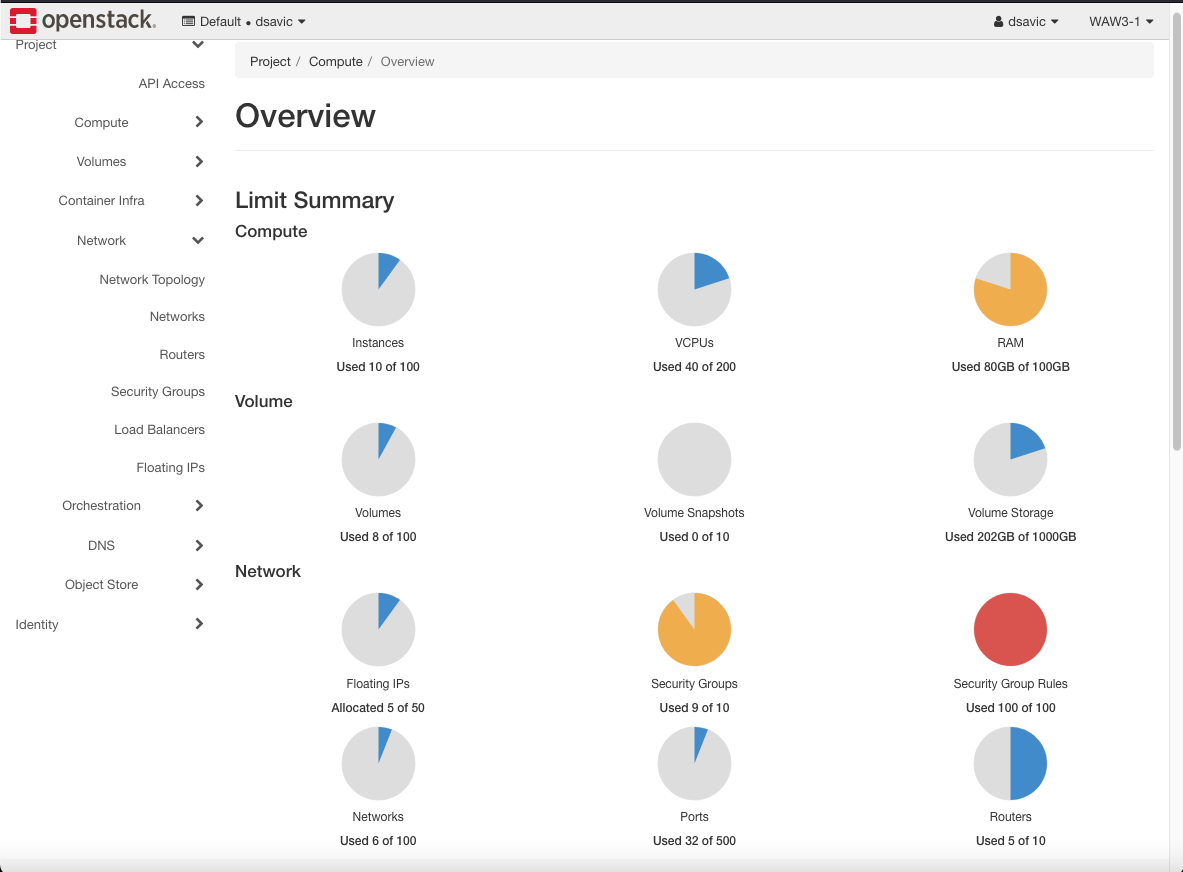 openstack.
Default • dsavic
dsavic
WAW3-1
Project
API Access
Compute
Volumes
Container Infra
Network
Network Topology
Networks
Routers
Security Groups
Load Balancers
Floating IPs
Orchestration
DNS
Object Store
Identity
Project / Compute / Overview
Overview
Limit Summary
Compute
Instances
Used 10 of 100
VCPUs
Used 40 of 200
RAM
Used 80GB of 100GB
Volume
Volumes
Used 8 of 100
Volume Snapshots
Used 0 of 10
Volume Storage
Used 202GB of 1000GB
Network
Floating IPs
Allocated 5 of 50
Security Groups
Used 9 of 10
Security Group Rules
Used 100 of 100
Networks
Used 6 of 100
Ports
Used 32 of 500
Routers
Used 5 of 10